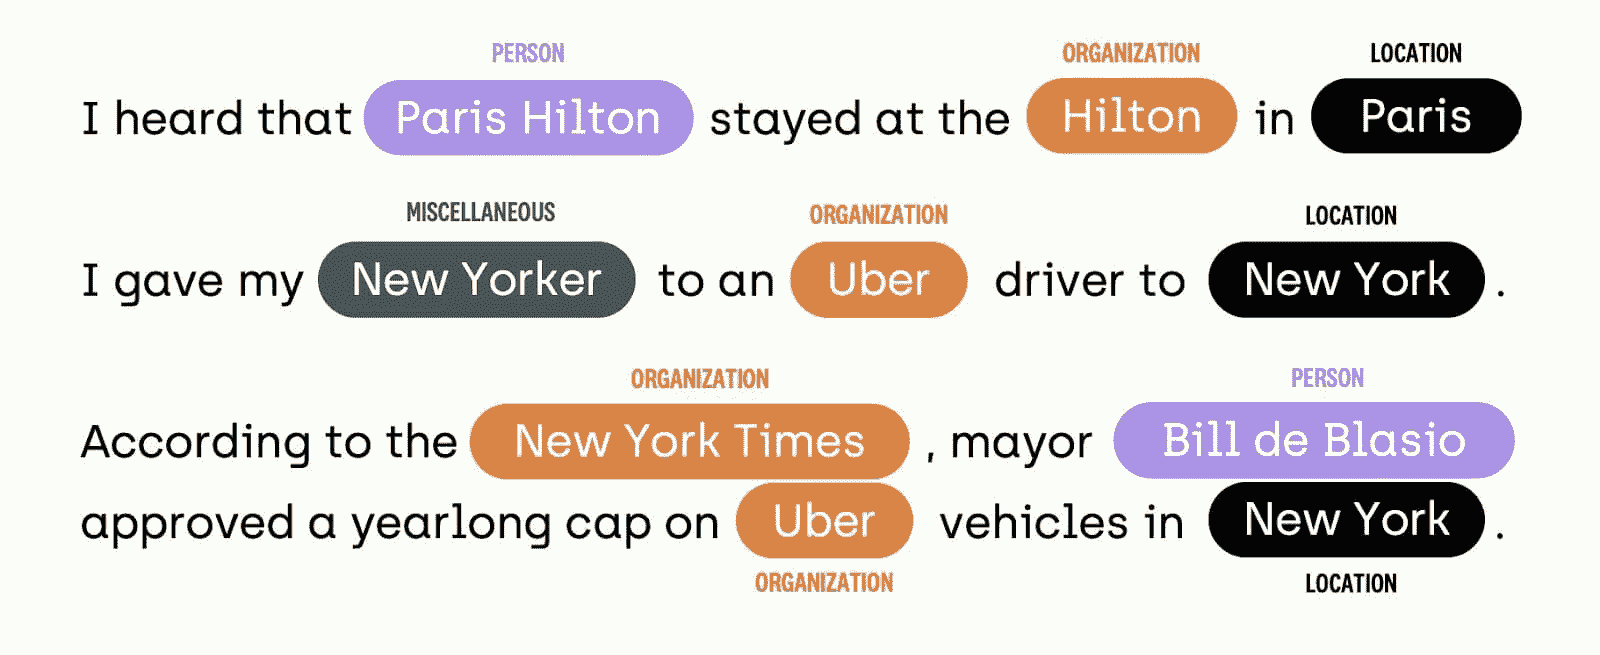 PERSON ORGANIZATION LOCATION
I heard that Paris Hilton stayed at the Hilton in Paris
MISCELLANEOUS ORGANIZATION LOCATION
I gave my New Yorker to an Uber driver to New York .
ORGANIZATION PERSON
According to the New York Times , mayor Bill de Blasio
approved a yearlong cap on Uber vehicles in New York .
ORGANIZATION LOCATION